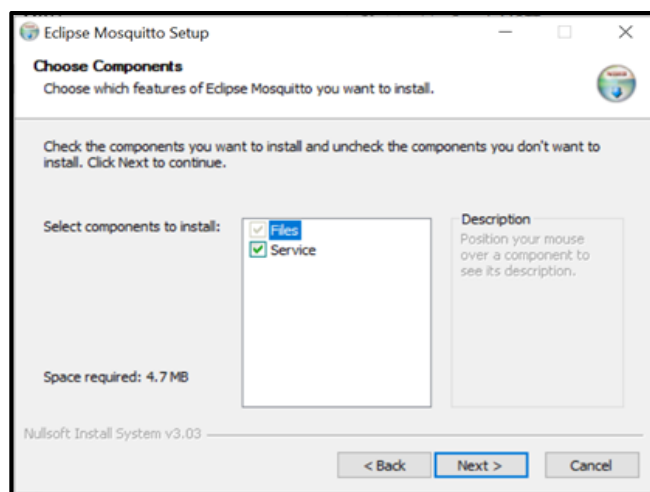 Eclipse Mosquitto Setup
Choose Components
Choose which features of Eclipse Mosquitto you want to install.
Check the components you want to install and uncheck the components you don't want to
install. Click Next to continue.
Select components to install:
Files
Service
Description
Position your mouse
over a component to
see its description.
Space required: 4.7 MB
Nullsoft Install System v3.03
< Back
Next >
Cancel